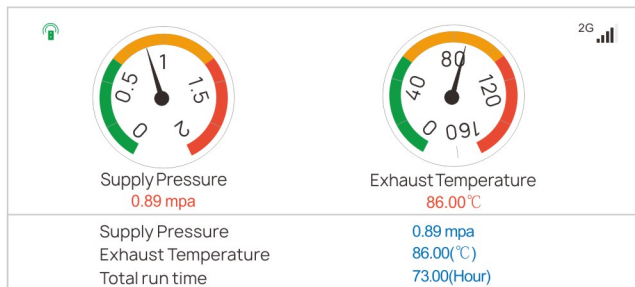 2G
0 0.5 1 1.5 2
0 40 80 120 160
Supply Pressure
0.89 mpa
Exhaust Temperature
86.00℃
Supply Pressure 0.89 mpa
Exhaust Temperature 86.00(℃)
Total run time 73.00(Hour)